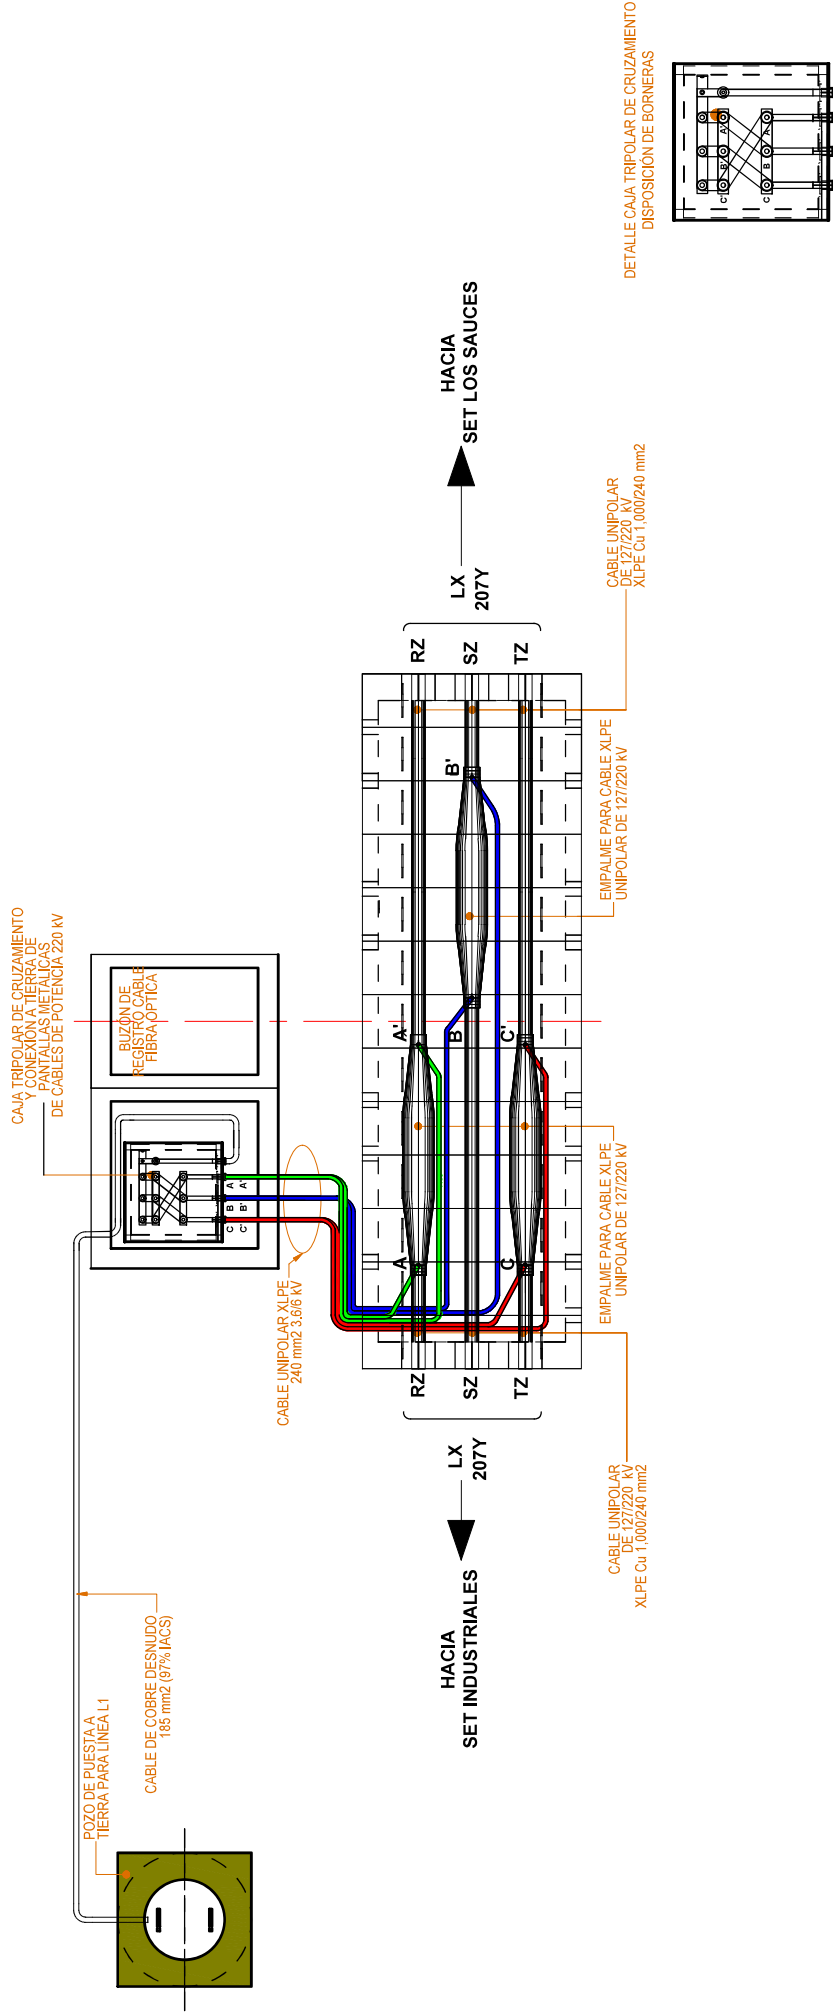 POZO DE PUESTA A
TIERRA PARA LÍNEA L1
CABLE DE COBRE DESNUDO
185 mm2 (97% IACS)
CAJA TRIPOLAR DE CRUZAMIENTO
Y CONEXIÓN A TIERRA DE
PANTALLAS METALICAS
DE CABLES DE POTENCIA 220 kV
BUZON DE
REGISTRO CABLE
FIBRA OPTICA
C B A
C' B' A'
CABLE UNIPOLAR XLPE
240 mm2 3.6/6 kV
HACIA
SET INDUSTRIALES
LX
207Y
RZ
SZ
TZ
A
A'
B
B'
C
C'
RZ
SZ
TZ
LX
207Y
HACIA
SET LOS SAUCES
CABLE UNIPOLAR
DE 127/220 kV
XLPE Cu 1,000/240 mm2
EMPALME PARA CABLE XLPE
UNIPOLAR DE 127/220 kV
EMPALME PARA CABLE XLPE
UNIPOLAR DE 127/220 kV
CABLE UNIPOLAR
DE 127/220 kV
XLPE Cu 1,000/240 mm2
DETALLE CAJA TRIPOLAR DE CRUZAMIENTO
DISPOSICIÓN DE BORNERAS
C' B' A'
C B A